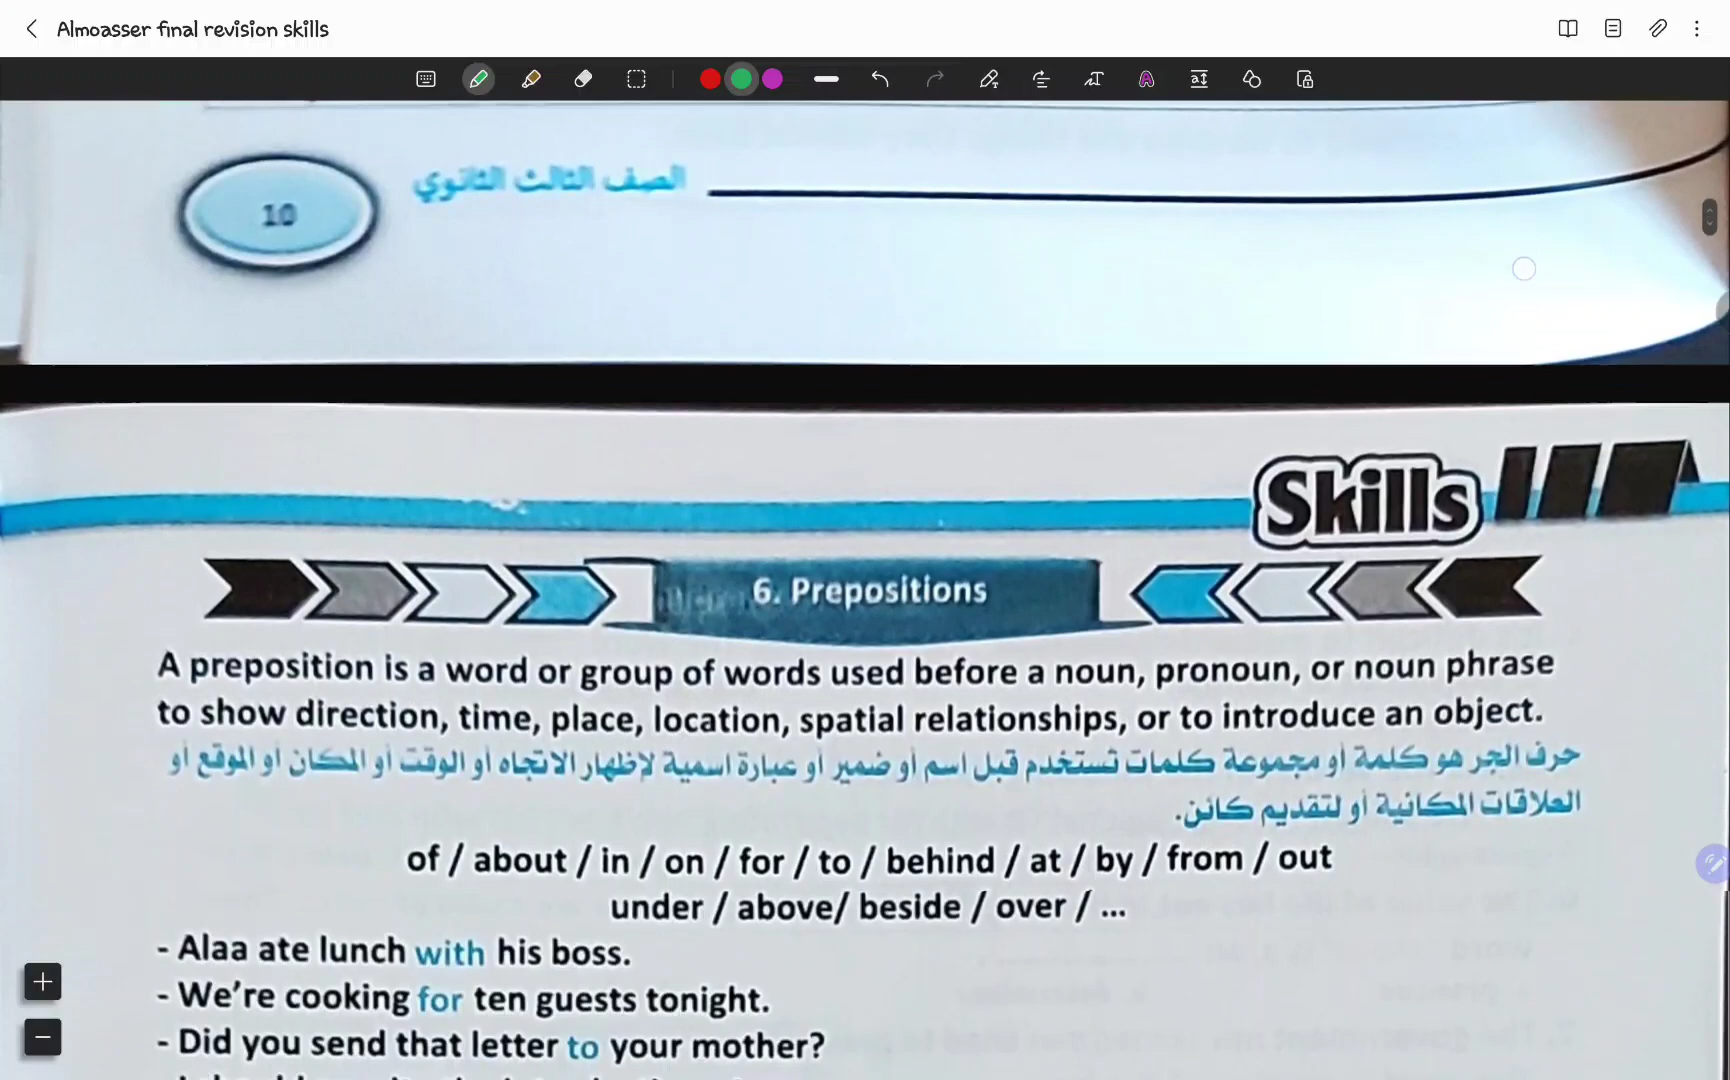 Almoasser final revision skills
الصف الثالث الثانوي
10
Skills
6. Prepositions
A preposition is a word or group of words used before a noun, pronoun, or noun phrase
to show direction, time, place, location, spatial relationships, or to introduce an object.
حرف الجر هو كلمة أو مجموعة كلمات تستخدم قبل اسم أو ضمير أو عبارة اسمية لإظهار الاتجاه أو الوقت أو المكان أو الموقع أو
العلاقات المكانية أو لتقديم كائن.
of / about / in / on / for / to / behind / at / by / from / out
under / above/ beside / over / ...
- Alaa ate lunch with his boss.
- We're cooking for ten guests tonight.
- Did you send that letter to your mother?